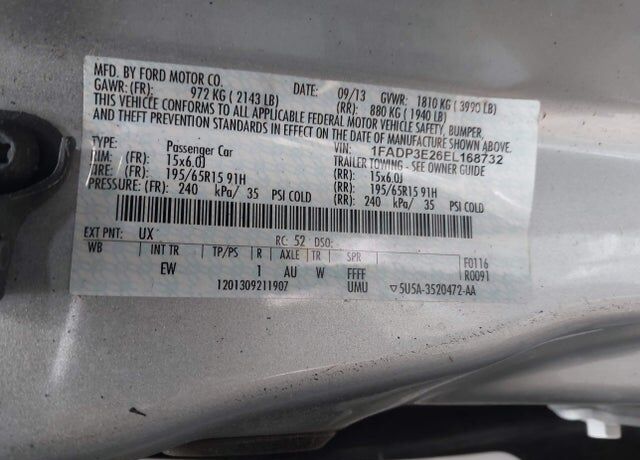 MFD. BY FORD MOTOR CO. DATE: 09/13 GVWR: 1810 KG (3990 LB)
GAWR: (FR): 972 KG (2143 LB) (RR): 880 KG (1940 LB)
THIS VEHICLE CONFORMS TO ALL APPLICABLE FEDERAL MOTOR VEHICLE SAFETY, BUMPER,
AND THEFT PREVENTION STANDARDS IN EFFECT ON THE DATE OF MANUFACTURE SHOWN ABOVE.
VIN: 1FADP3E26EL168732
TYPE: Passenger Car TRAILER TOWING - SEE OWNER GUIDE
RIM: (FR): 15x6.0J (RR): 15x6.0J
TIRE: (FR): 195/65R15 91H (RR): 195/65R15 91H
PRESSURE: (FR): 240 kPa/ 35 PSI COLD (RR): 240 kPa/ 35 PSI COLD
EXT PNT: UX RC: 52 DSO:
WB INT TR TP/PS R AXLE TR SPR F0116
EW 1 AU W FFFF R0091
1201309211907 UMU ▽5U5A-3520472-AA